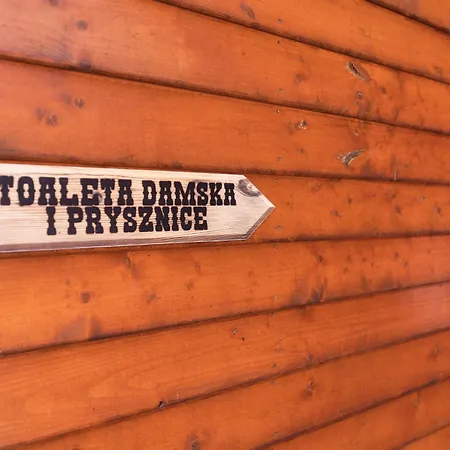 TOALETA DAMSKA
I PRYSZNICE